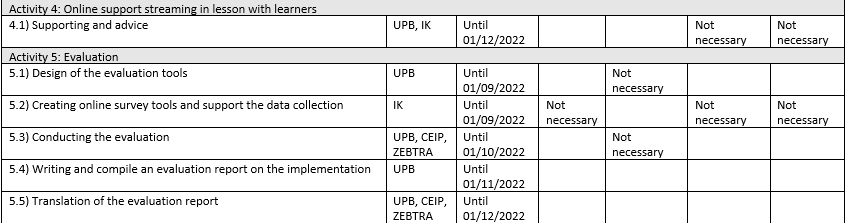 Activity 4: Online support streaming in lesson with learners
4.1) Supporting and advice UPB, IK Until Not Not
01/12/2022 necessary necessary
Activity 5: Evaluation
5.1) Design of the evaluation tools UPB Until Not
01/09/2022 necessary
5.2) Creating online survey tools and support the data collection IK Until Not Not Not
01/09/2022 necessary necessary necessary
5.3) Conducting the evaluation UPB, CEIP, Until Not
ZEBTRA 01/10/2022 necessary
5.4) Writing and compile an evaluation report on the implementation UPB Until
01/11/2022
5.5) Translation of the evaluation report UPB, CEIP, Until
ZEBTRA 01/12/2022